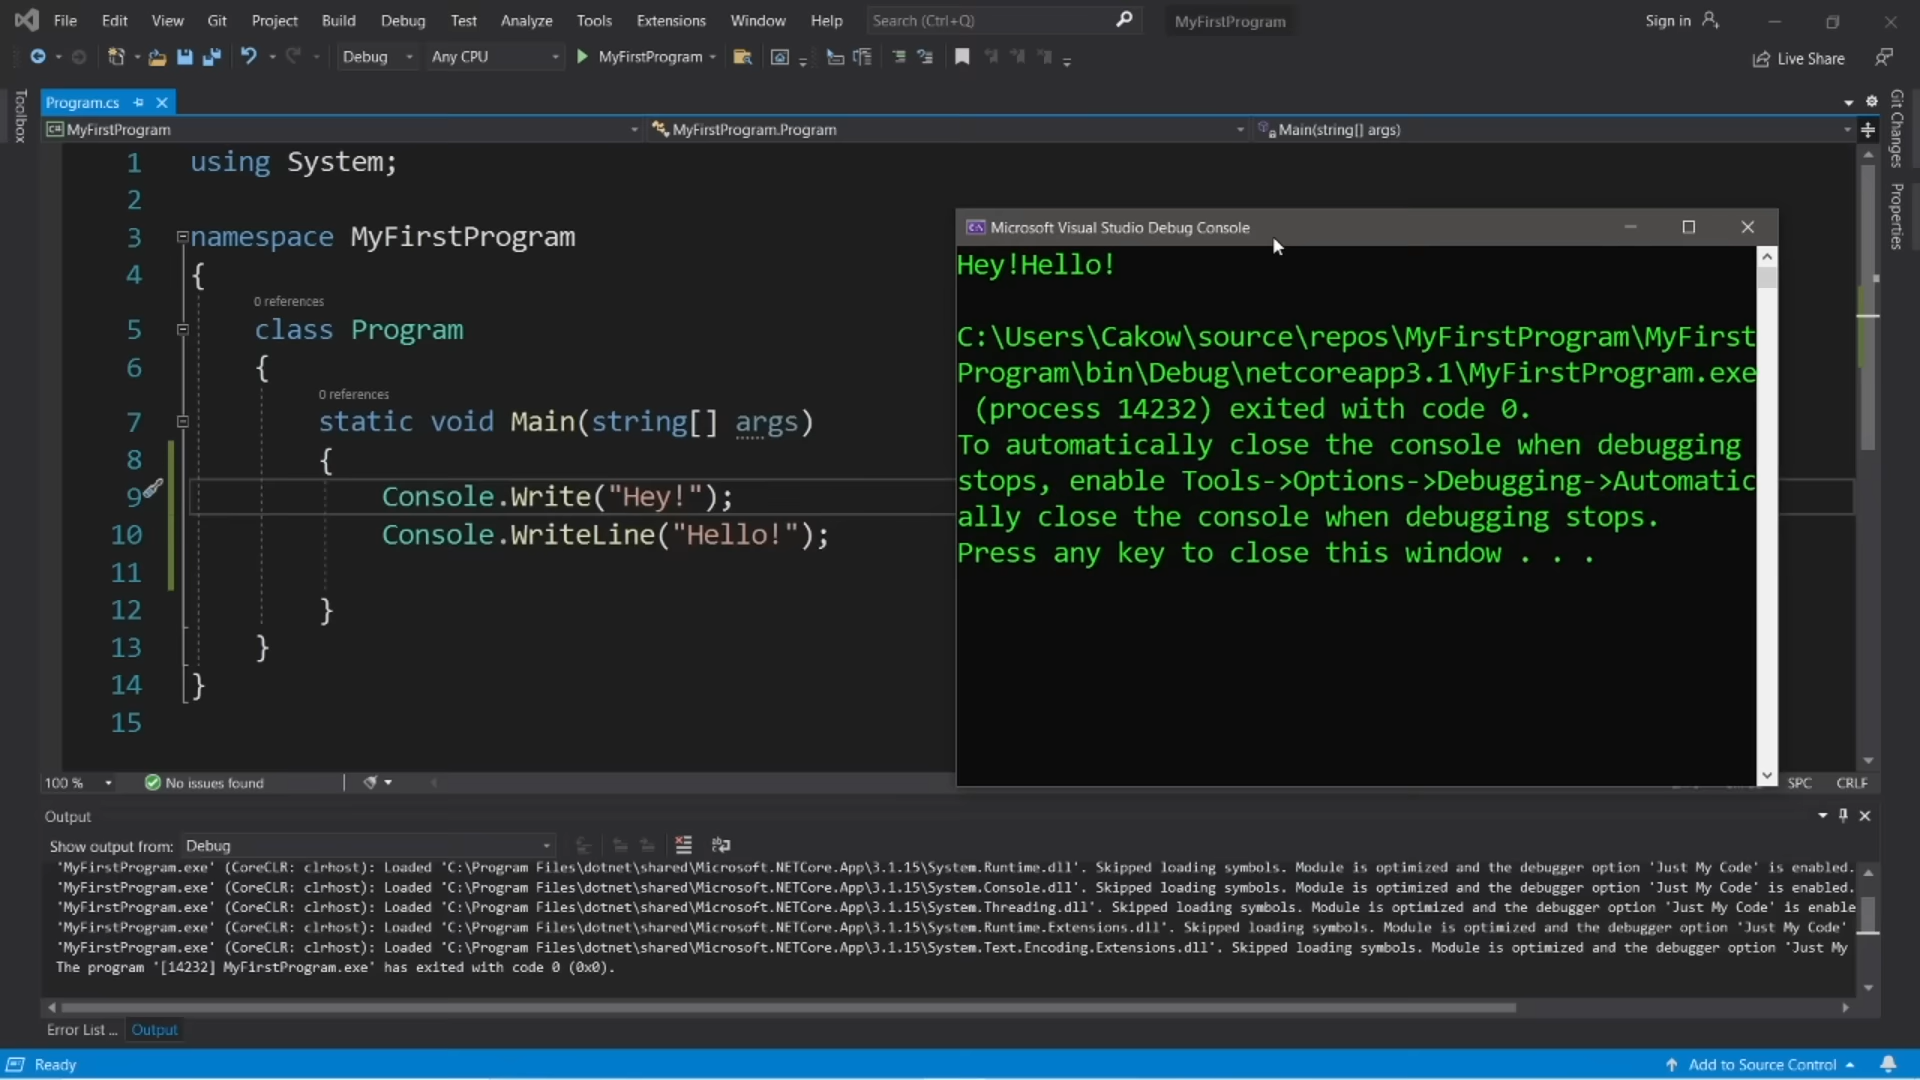 File Edit View Git Project Build Debug Test Analyze Tools Extensions Window Help Search (Ctrl+Q) MyFirstProgram Sign in
Debug Any CPU MyFirstProgram Live Share
Toolbox
Program.cs
MyFirstProgram MyFirstProgram.Program Main(string[] args)
Git Changes
Properties
1 using System;
2
3 namespace MyFirstProgram
4 {
0 references
5 class Program
6 {
0 references
7 static void Main(string[] args)
8 {
9 Console.Write("Hey!");
10 Console.WriteLine("Hello!");
11
12 }
13 }
14 }
15
Microsoft Visual Studio Debug Console
Hey!Hello!
C:\Users\Cakow\source\repos\MyFirstProgram\MyFirst
Program\bin\Debug\netcoreapp3.1\MyFirstProgram.exe
(process 14232) exited with code 0.
To automatically close the console when debugging
stops, enable Tools->Options->Debugging->Automatic
ally close the console when debugging stops.
Press any key to close this window . . .
100 % No issues found SPC CRLF
Output
Show output from: Debug
'MyFirstProgram.exe' (CoreCLR: clrhost): Loaded 'C:\Program Files\dotnet\shared\Microsoft.NETCore.App\3.1.15\System.Runtime.dll'. Skipped loading symbols. Module is optimized and the debugger option 'Just My Code' is enabled.
'MyFirstProgram.exe' (CoreCLR: clrhost): Loaded 'C:\Program Files\dotnet\shared\Microsoft.NETCore.App\3.1.15\System.Console.dll'. Skipped loading symbols. Module is optimized and the debugger option 'Just My Code' is enabled.
'MyFirstProgram.exe' (CoreCLR: clrhost): Loaded 'C:\Program Files\dotnet\shared\Microsoft.NETCore.App\3.1.15\System.Threading.dll'. Skipped loading symbols. Module is optimized and the debugger option 'Just My Code' is enable
'MyFirstProgram.exe' (CoreCLR: clrhost): Loaded 'C:\Program Files\dotnet\shared\Microsoft.NETCore.App\3.1.15\System.Runtime.Extensions.dll'. Skipped loading symbols. Module is optimized and the debugger option 'Just My Code'
'MyFirstProgram.exe' (CoreCLR: clrhost): Loaded 'C:\Program Files\dotnet\shared\Microsoft.NETCore.App\3.1.15\System.Text.Encoding.Extensions.dll'. Skipped loading symbols. Module is optimized and the debugger option 'Just My
The program '[14232] MyFirstProgram.exe' has exited with code 0 (0x0).
Error List ... Output
Ready Add to Source Control